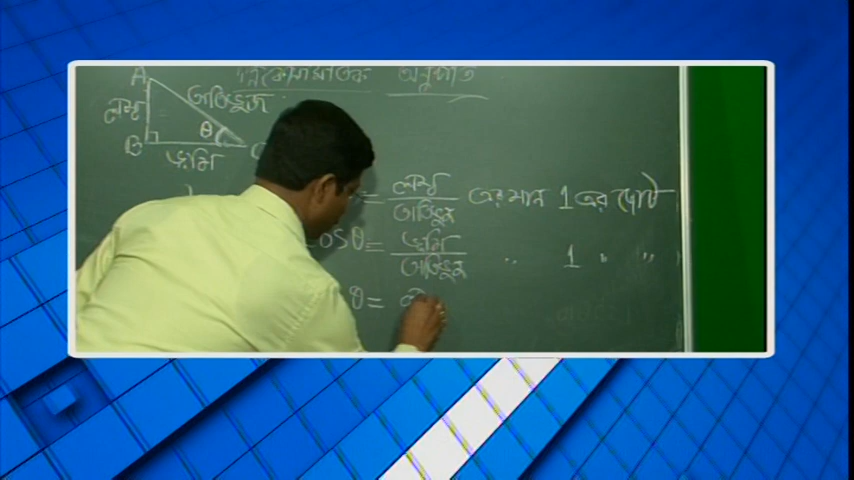 ত্রিকোণমিতিক অনুপাত
A
অতিভুজ
লম্ব
θ
B
ভূমি
= লম্ব
অতিভুজ
এর মান 1 এর ছোট
cosθ = ভূমি
অতিভুজ
" 1 " "
θ = ল